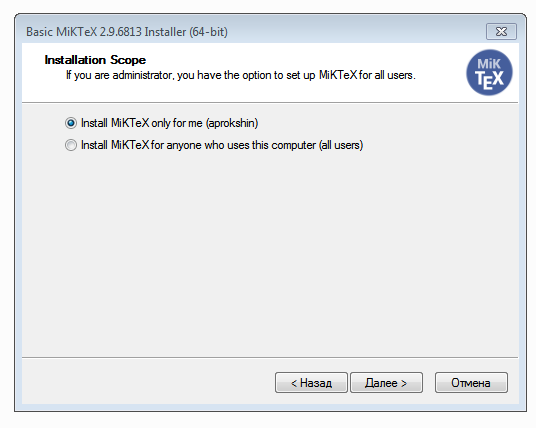 Basic MiKTeX 2.9.6813 Installer (64-bit)
Installation Scope
If you are administrator, you have the option to set up MiKTeX for all users.
MiK
TEX
Install MiKTeX only for me (aprokshin)
Install MiKTeX for anyone who uses this computer (all users)
< Назад
Далее >
Отмена